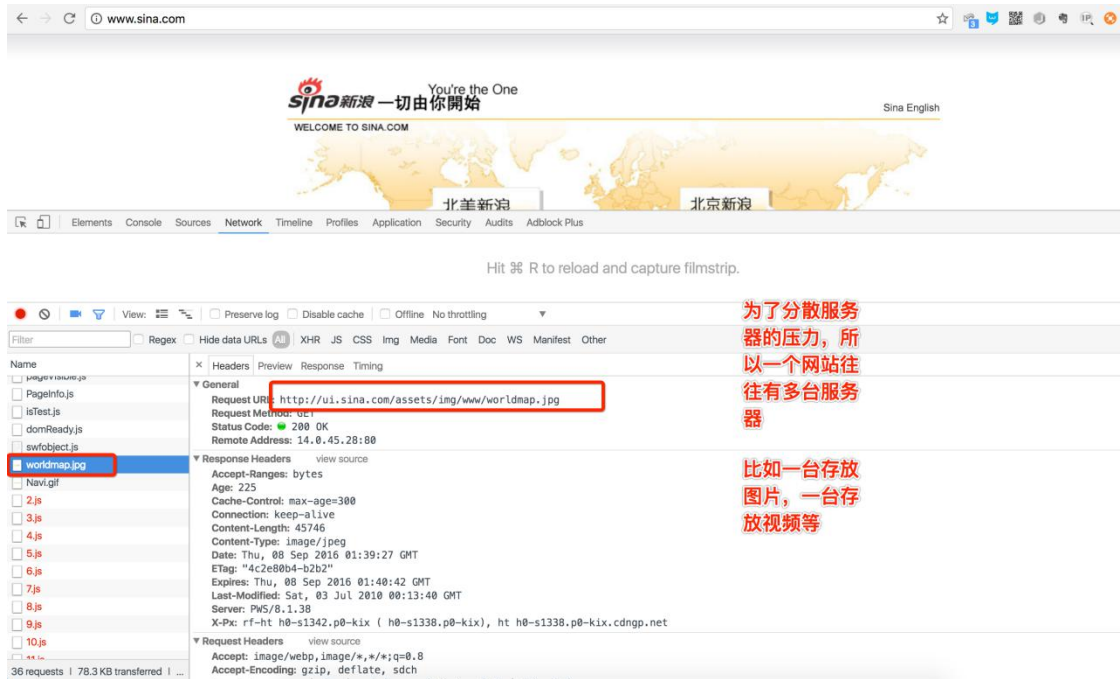 www.sina.com
You're the One
sina新浪 一切由你開始
Sina English
WELCOME TO SINA.COM
北美新浪
北京新浪
Elements Console Sources Network Timeline Profiles Application Security Audits Adblock Plus
Hit ⌘ R to reload and capture filmstrip.
View: Preserve log Disable cache Offline No throttling
Filter Regex Hide data URLs All XHR JS CSS Img Media Font Doc WS Manifest Other
Name
pageVisible.js
PageInfo.js
isTest.js
domReady.js
swfobject.js
worldmap.jpg
Navi.gif
2.js
3.js
4.js
5.js
6.js
7.js
8.js
9.js
10.js
11.js
36 requests | 78.3 KB transferred | ...
× Headers Preview Response Timing
General
Request URL: http://ui.sina.com/assets/img/www/worldmap.jpg
Request Method: GET
Status Code: 200 OK
Remote Address: 14.0.45.28:80
Response Headers view source
Accept-Ranges: bytes
Age: 225
Cache-Control: max-age=300
Connection: keep-alive
Content-Length: 45746
Content-Type: image/jpeg
Date: Thu, 08 Sep 2016 01:39:27 GMT
ETag: "4c2e80b4-b2b2"
Expires: Thu, 08 Sep 2016 01:40:42 GMT
Last-Modified: Sat, 03 Jul 2010 00:13:40 GMT
Server: PWS/8.1.38
X-Px: rf-ht h0-s1342.p0-kix ( h0-s1338.p0-kix), ht h0-s1338.p0-kix.cdngp.net
Request Headers view source
Accept: image/webp,image/*,*/*;q=0.8
Accept-Encoding: gzip, deflate, sdch
为了分散服务
器的压力，所
以一个网站往
往有多台服务
器
比如一台存放
图片，一台存
放视频等